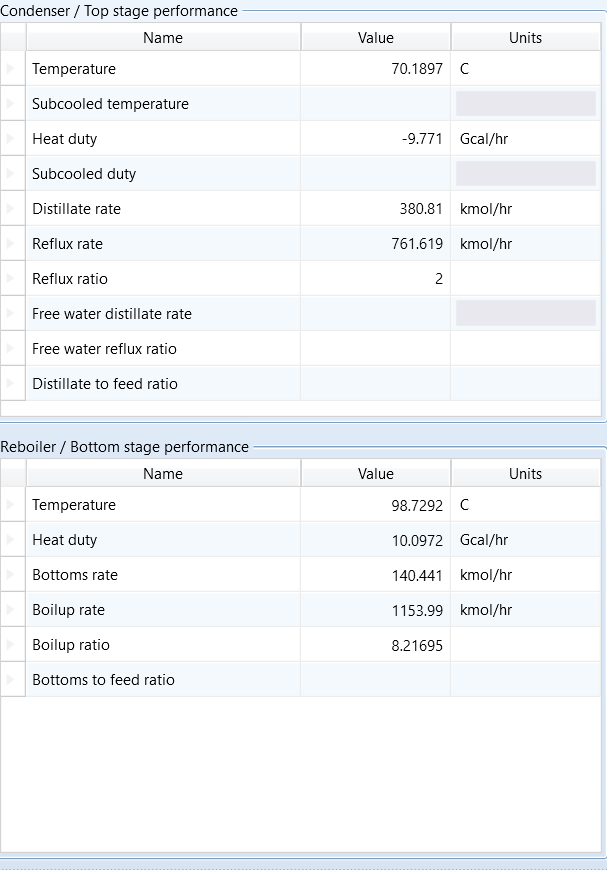 Condenser / Top stage performance
Name Value Units
Temperature 70.1897 C
Subcooled temperature
Heat duty -9.771 Gcal/hr
Subcooled duty
Distillate rate 380.81 kmol/hr
Reflux rate 761.619 kmol/hr
Reflux ratio 2
Free water distillate rate
Free water reflux ratio
Distillate to feed ratio
Reboiler / Bottom stage performance
Name Value Units
Temperature 98.7292 C
Heat duty 10.0972 Gcal/hr
Bottoms rate 140.441 kmol/hr
Boilup rate 1153.99 kmol/hr
Boilup ratio 8.21695
Bottoms to feed ratio